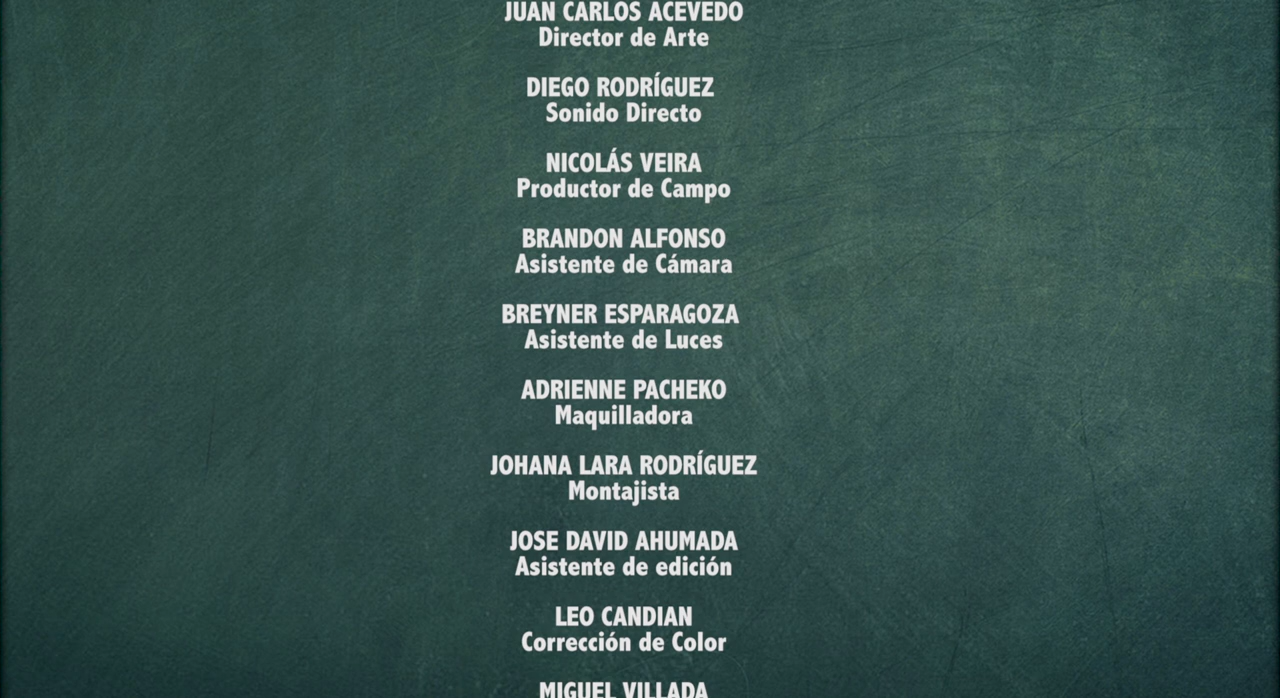 JUAN CARLOS ACEVEDO
Director de Arte
DIEGO RODRÍGUEZ
Sonido Directo
NICOLÁS VEIRA
Productor de Campo
BRANDON ALFONSO
Asistente de Cámara
BREYNER ESPARAGOZA
Asistente de Luces
ADRIENNE PACHEKO
Maquilladora
JOHANA LARA RODRÍGUEZ
Montajista
JOSE DAVID AHUMADA
Asistente de edición
LEO CANDIAN
Corrección de Color
MIGUEL VILLADA